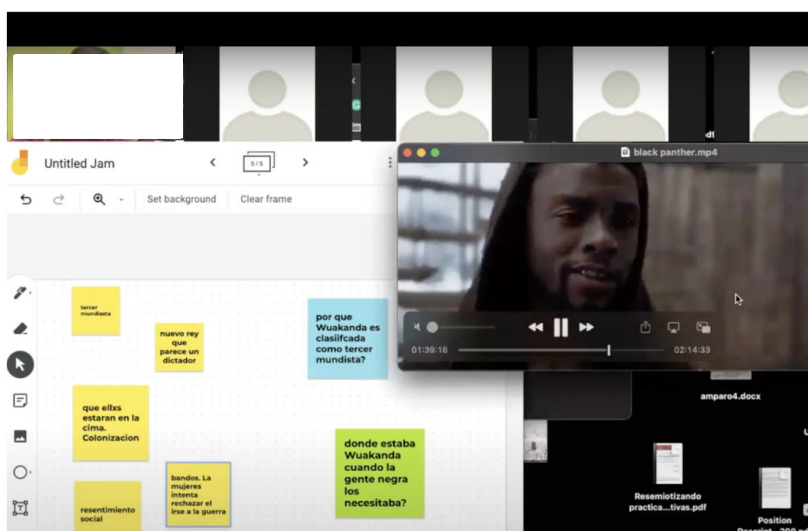 Untitled Jam
5/5
Set background
Clear frame
black panther.mp4
01:39:16
02:14:33
tercer
mundiasta
nuevo rey
que
parece un
dictador
por que
Wuakanda es
clasiifcada
como tercer
mundista?
que ellxs
estaran en la
cima.
Colonizacion
donde estaba
Wuakanda
cuando la
gente negra
los
necesitaba?
bandos. La
mujeres
intenta
rechazar el
irse a la guerra
resentimiento
social
amparo4.docx
Resemiotizando
practica...tivas.pdf
Position